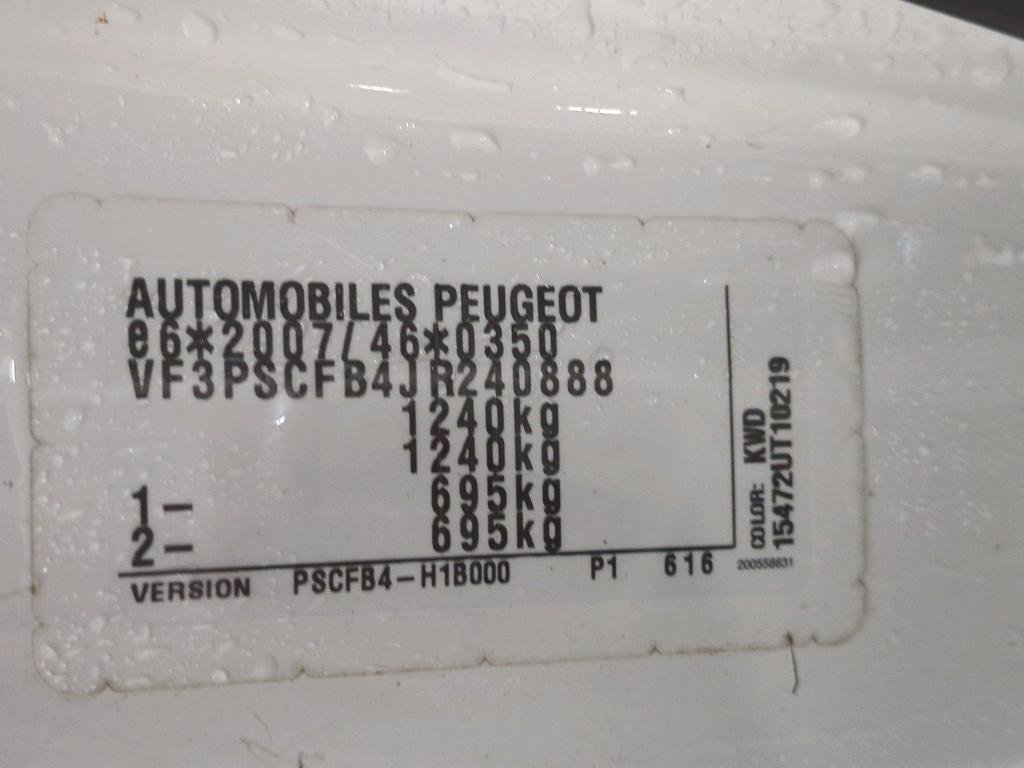 AUTOMOBILES PEUGEOT
e6*2007/46*0350
VF3PSCFB4JR240888
1240kg
1240kg
1- 695kg
2- 695kg
VERSION PSCFB4-H1B000 P1 616
COLOR: KWD
15472UT10219
200558631